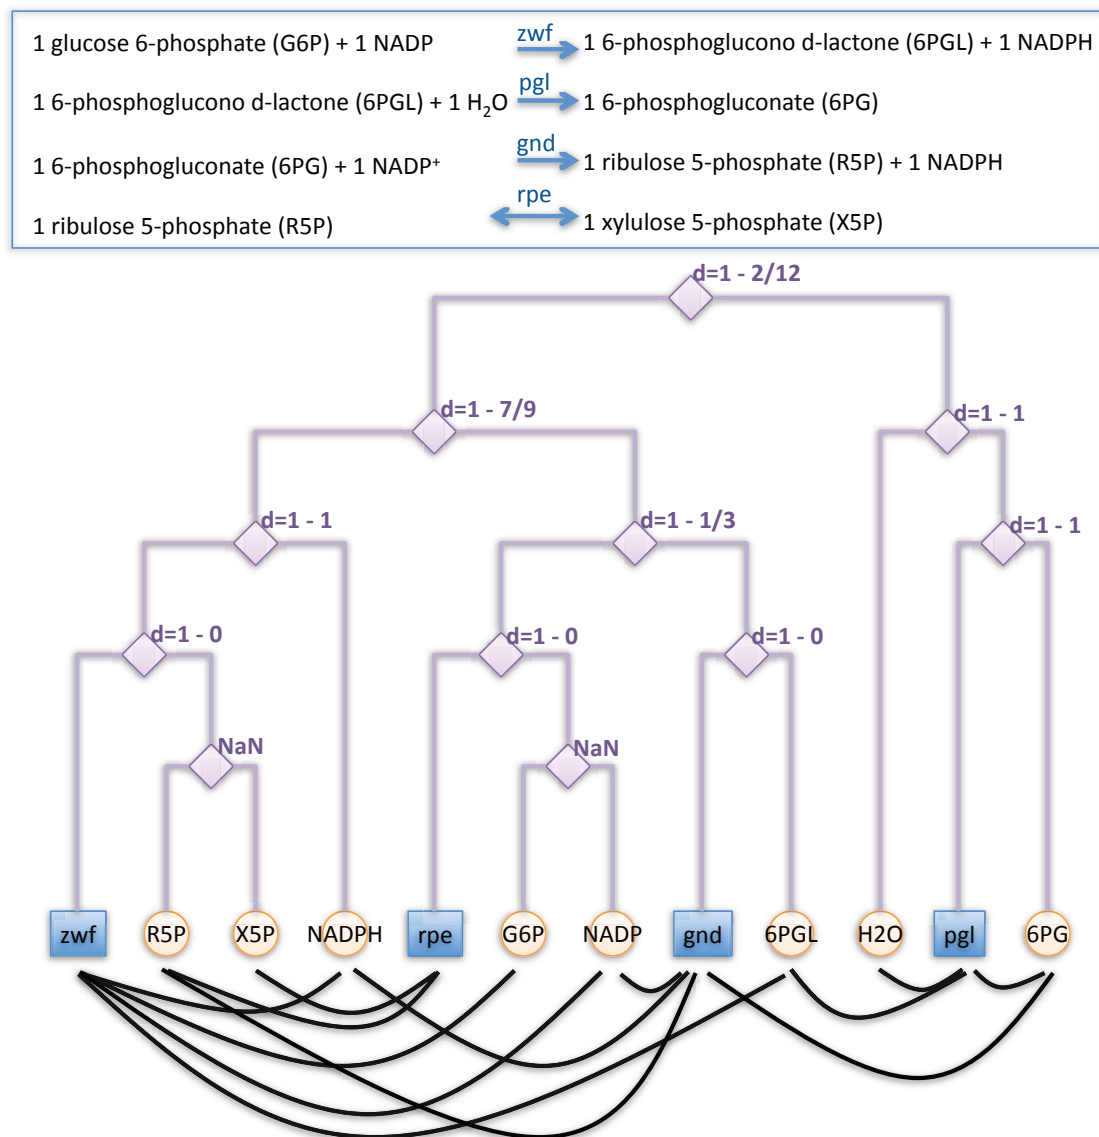 1 glucose 6-phosphate (G6P) + 1 NADP zwf 1 6-phosphoglucono d-lactone (6PGL) + 1 NADPH
1 6-phosphoglucono d-lactone (6PGL) + 1 H₂O pgl 1 6-phosphogluconate (6PG)
1 6-phosphogluconate (6PG) + 1 NADP⁺ gnd 1 ribulose 5-phosphate (R5P) + 1 NADPH
1 ribulose 5-phosphate (R5P) rpe 1 xylulose 5-phosphate (X5P)
d=1 - 2/12
d=1 - 7/9 d=1 - 1
d=1 - 1 d=1 - 1/3 d=1 - 1
d=1 - 0 d=1 - 0 d=1 - 0
NaN NaN
zwf R5P X5P NADPH rpe G6P NADP gnd 6PGL H2O pgl 6PG